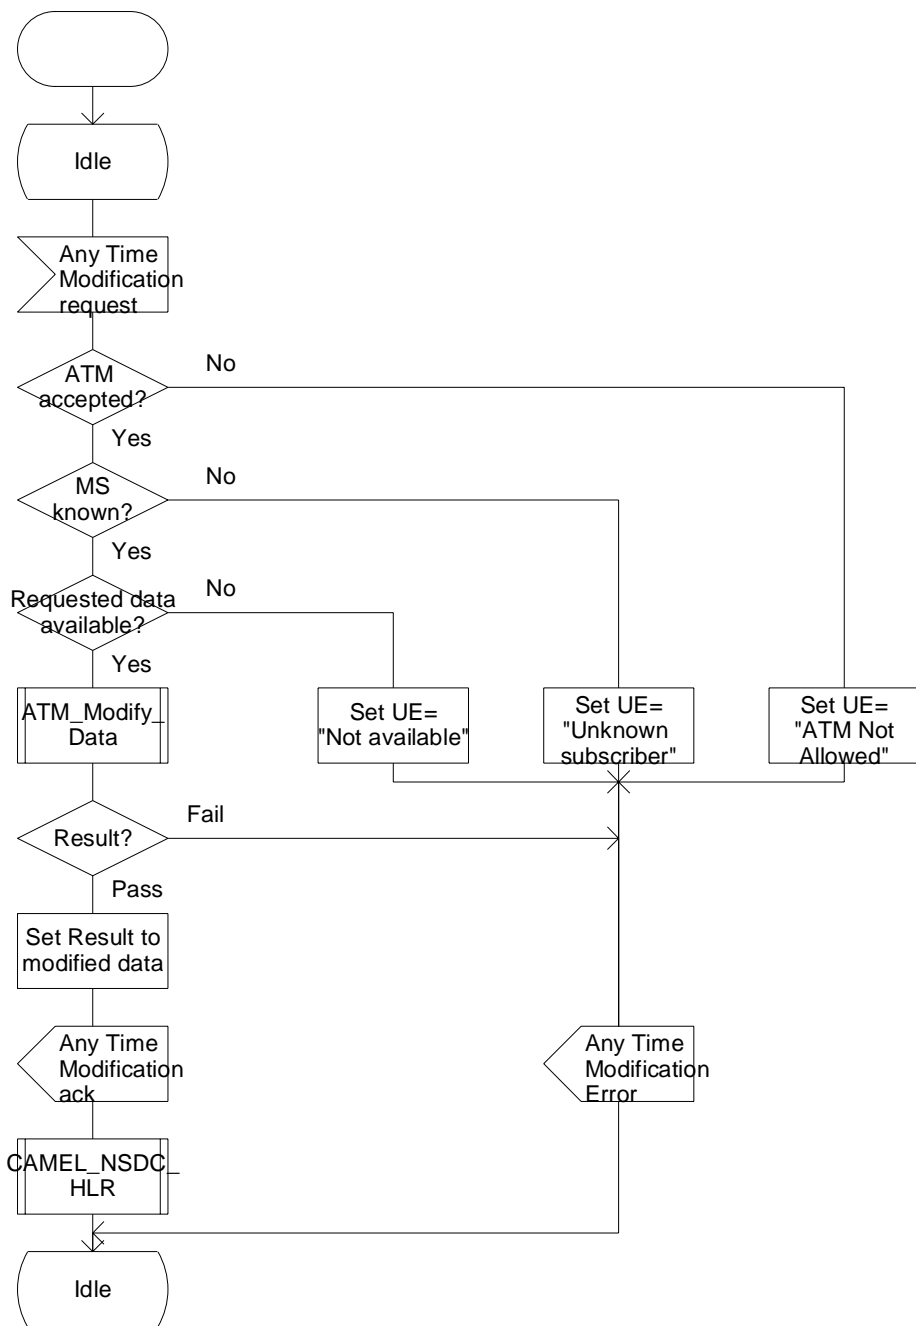 Idle
Any Time
Modification
request
ATM
accepted?
No
Yes
MS
known?
No
Yes
Requested data
available?
No
Yes
ATM_Modify_
Data
Set UE=
"Not available"
Set UE=
"Unknown
subscriber"
Set UE=
"ATM Not
Allowed"
Result?
Fail
Pass
Set Result to
modified data
Any Time
Modification
ack
Any Time
Modification
Error
CAMEL_NSDC_
HLR
Idle